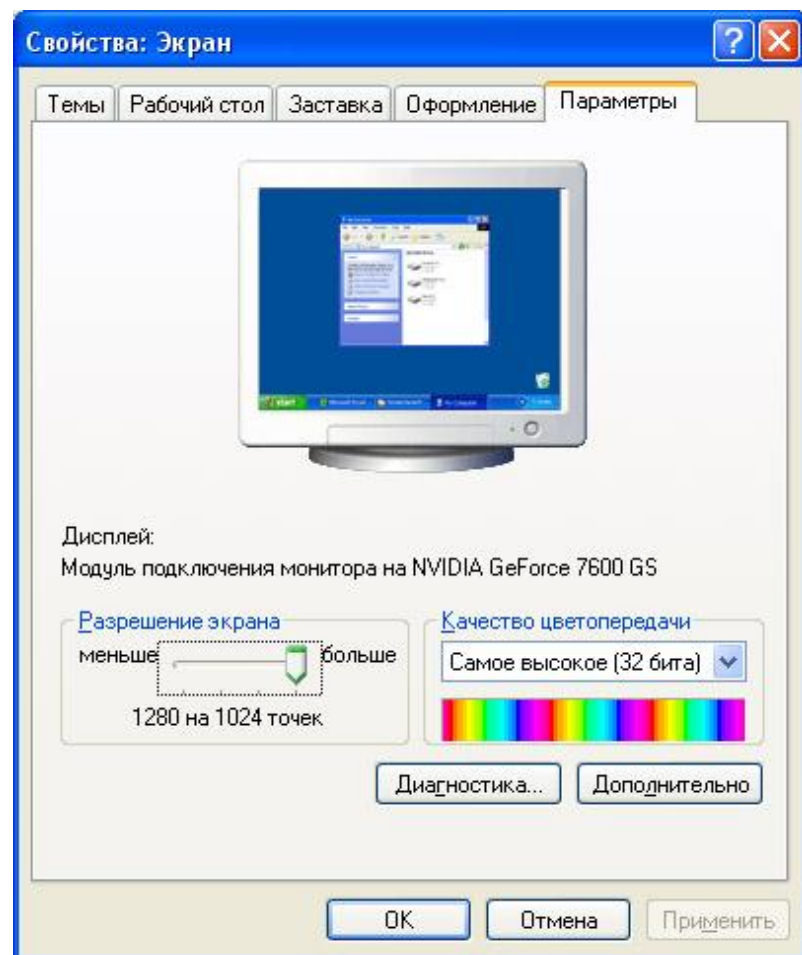 Свойства: Экран
Темы Рабочий стол Заставка Оформление Параметры
start
Дисплей:
Модуль подключения монитора на NVIDIA GeForce 7600 GS
Разрешение экрана
меньше больше
1280 на 1024 точек
Качество цветопередачи
Самое высокое (32 бита)
Диагностика... Дополнительно
OK Отмена Применить